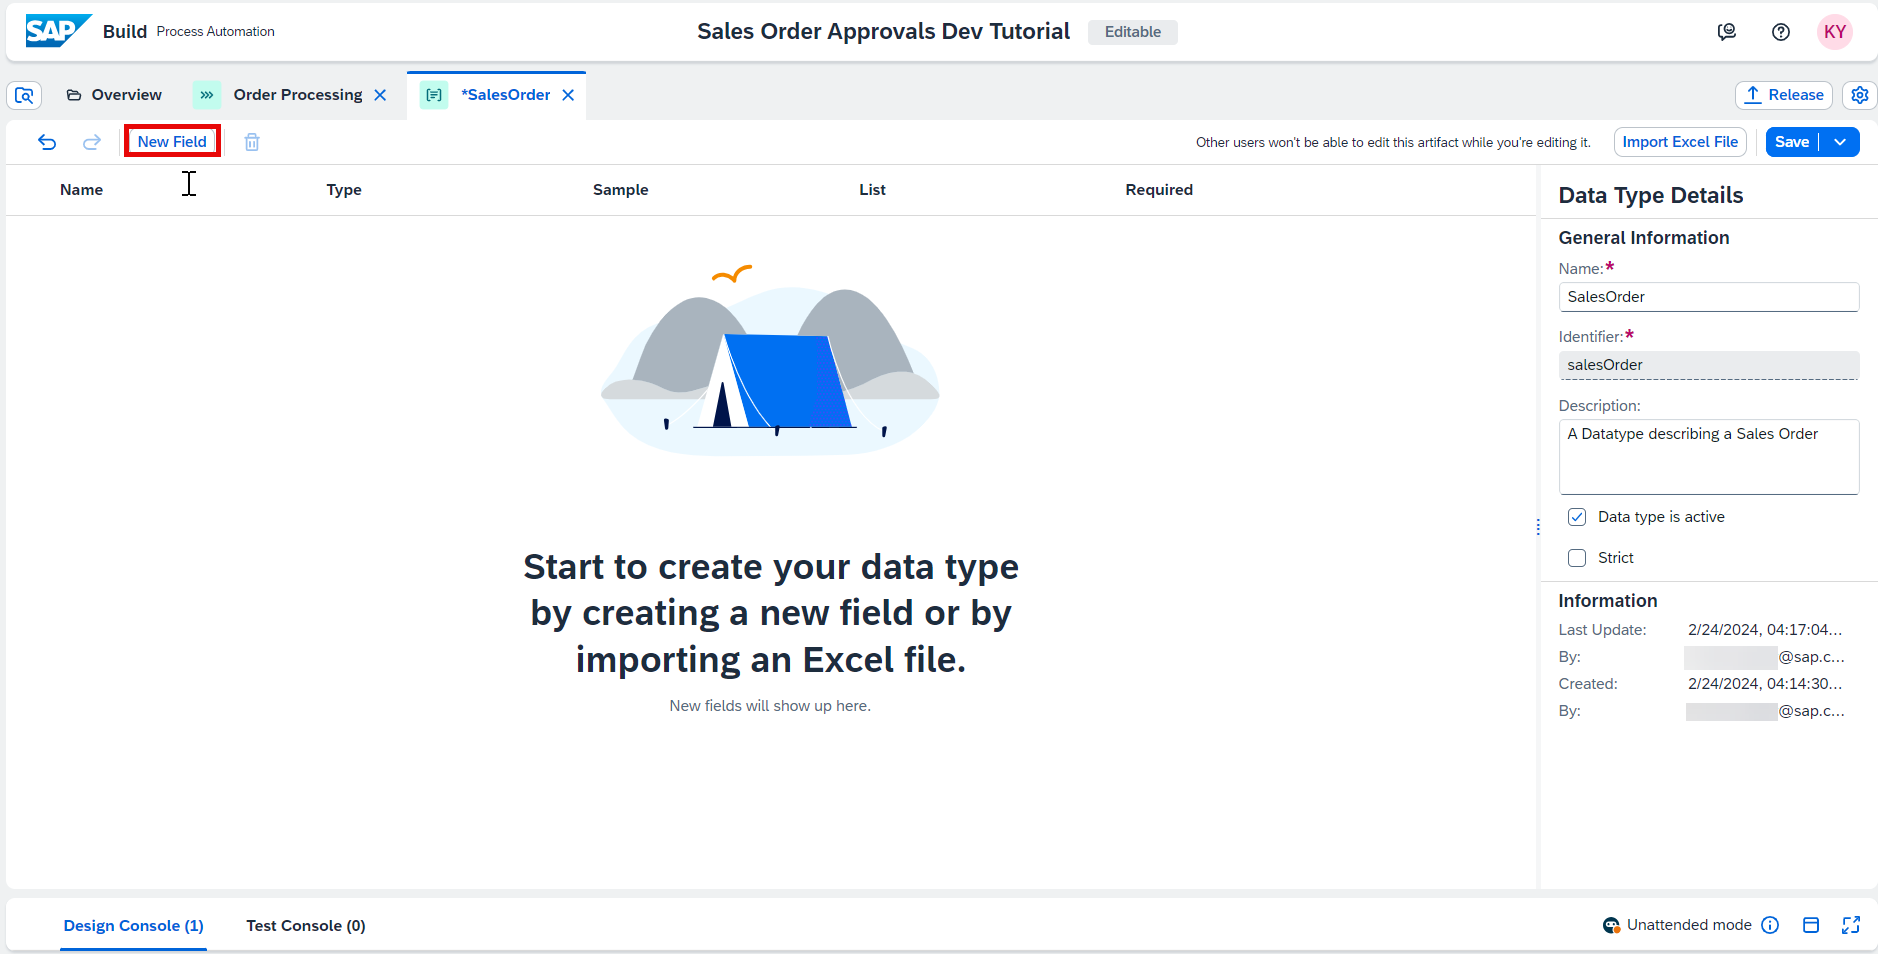 SAP Build Process Automation
Sales Order Approvals Dev Tutorial Editable
KY
Overview Order Processing *SalesOrder
Release
New Field
Other users won't be able to edit this artifact while you're editing it. Import Excel File Save
Name Type Sample List Required
Start to create your data type
by creating a new field or by
importing an Excel file.
New fields will show up here.
Data Type Details
General Information
Name:*
SalesOrder
Identifier:*
salesOrder
Description:
A Datatype describing a Sales Order
Data type is active
Strict
Information
Last Update: 2/24/2024, 04:17:04...
By: @sap.c...
Created: 2/24/2024, 04:14:30...
By: @sap.c...
Design Console (1) Test Console (0) Unattended mode